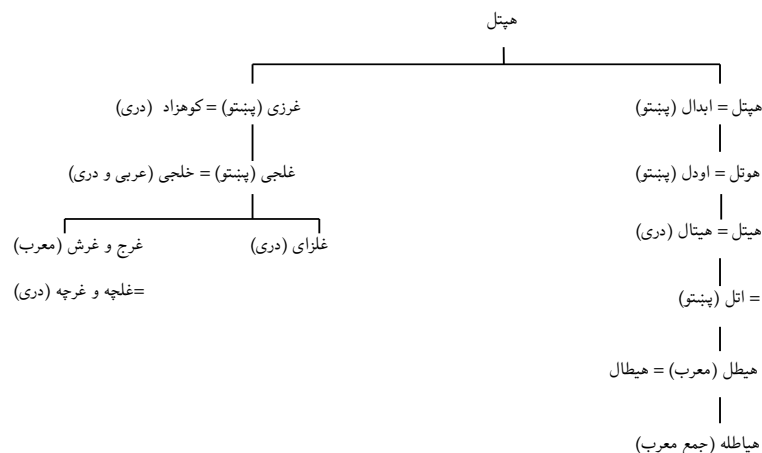 هپتل
هپتل = ابدال (پښتو)
غرزی (پښتو) = کوهزاد (دری)
هوتل = اودل (پښتو)
غلجی (پښتو) = خلجی (عربی و دری)
هیتل = هیتال (دری)
غلزای (دری)
غرج و غرش (معرب)
=غلچه و غرچه (دری)
= اتل (پښتو)
هیطل (معرب) = هیطال
هیاطله (جمع معرب)